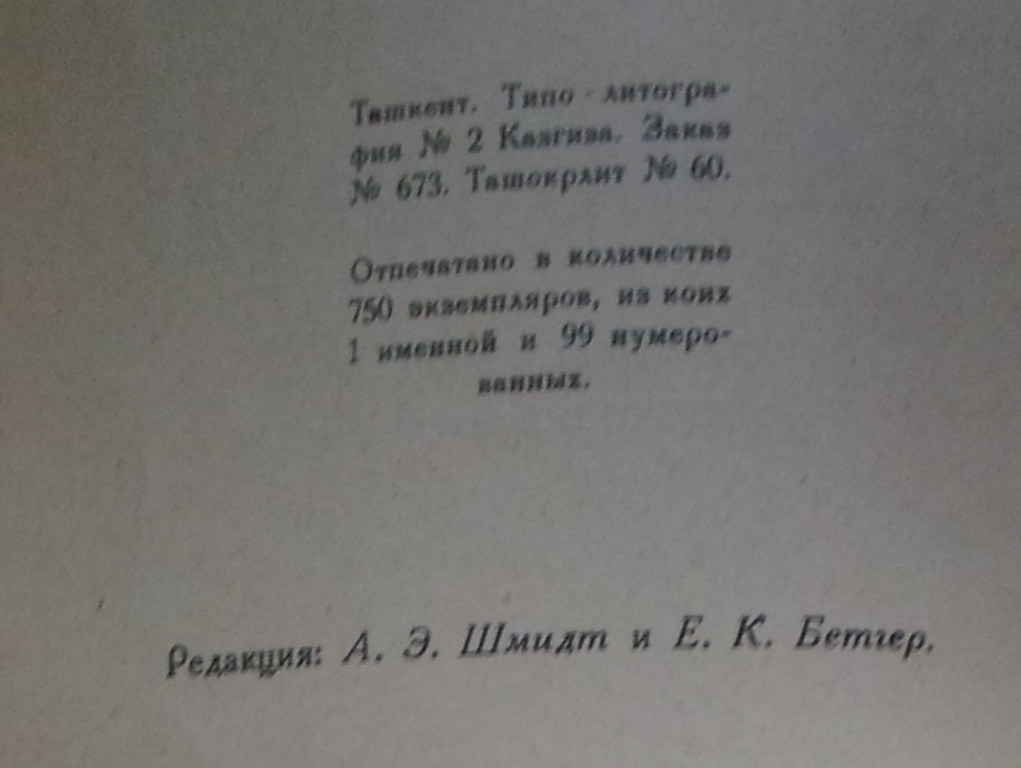 Ташкент. Типо-литогра-
фия № 2 Казгиза. Заказ
№ 673. Ташокрлит № 60.
Отпечатано в количестве
750 экземпляров, из коих
1 именной и 99 нумеро-
ванных.
Редакция: А. Э. Шмидт и Е. К. Бетгер.